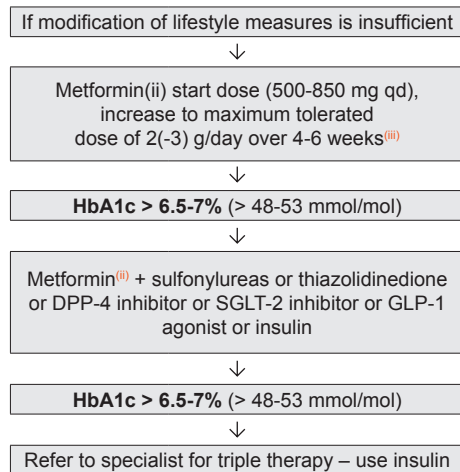 If modification of lifestyle measures is insufficient
↓
Metformin(ii) start dose (500-850 mg qd),
increase to maximum tolerated
dose of 2(-3) g/day over 4-6 weeks(iii)
↓
HbA1c > 6.5-7% (> 48-53 mmol/mol)
↓
Metformin(ii) + sulfonylureas or thiazolidinedione
or DPP-4 inhibitor or SGLT-2 inhibitor or GLP-1
agonist or insulin
↓
HbA1c > 6.5-7% (> 48-53 mmol/mol)
↓
Refer to specialist for triple therapy – use insulin